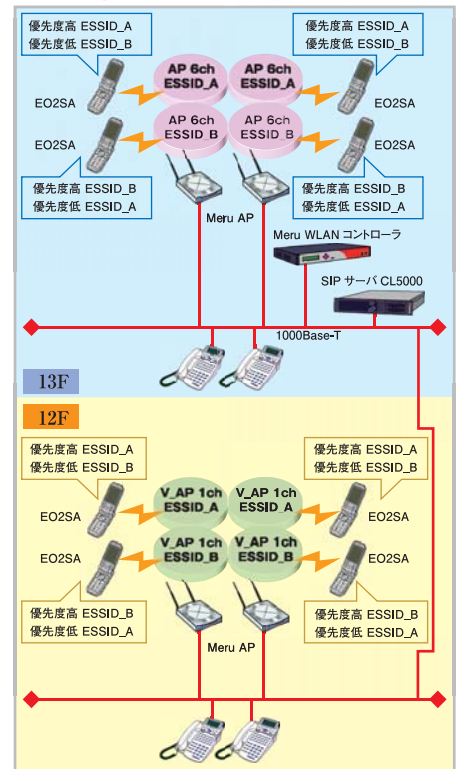 優先度高 ESSID_A
優先度低 ESSID_B
優先度高 ESSID_A
優先度低 ESSID_B
AP 6ch
ESSID_A
AP 6ch
ESSID_A
EO2SA
EO2SA
AP 6ch
ESSID_B
AP 6ch
ESSID_B
EO2SA
EO2SA
優先度高 ESSID_B
優先度低 ESSID_A
優先度高 ESSID_B
優先度低 ESSID_A
Meru AP
Meru WLAN コントローラ
SIP サーバ CL5000
1000Base-T
13F
12F
優先度高 ESSID_A
優先度低 ESSID_B
優先度高 ESSID_A
優先度低 ESSID_B
V_AP 1ch
ESSID_A
V_AP 1ch
ESSID_A
EO2SA
EO2SA
V_AP 1ch
ESSID_B
V_AP 1ch
ESSID_B
EO2SA
EO2SA
優先度高 ESSID_B
優先度低 ESSID_A
優先度高 ESSID_B
優先度低 ESSID_A
Meru AP